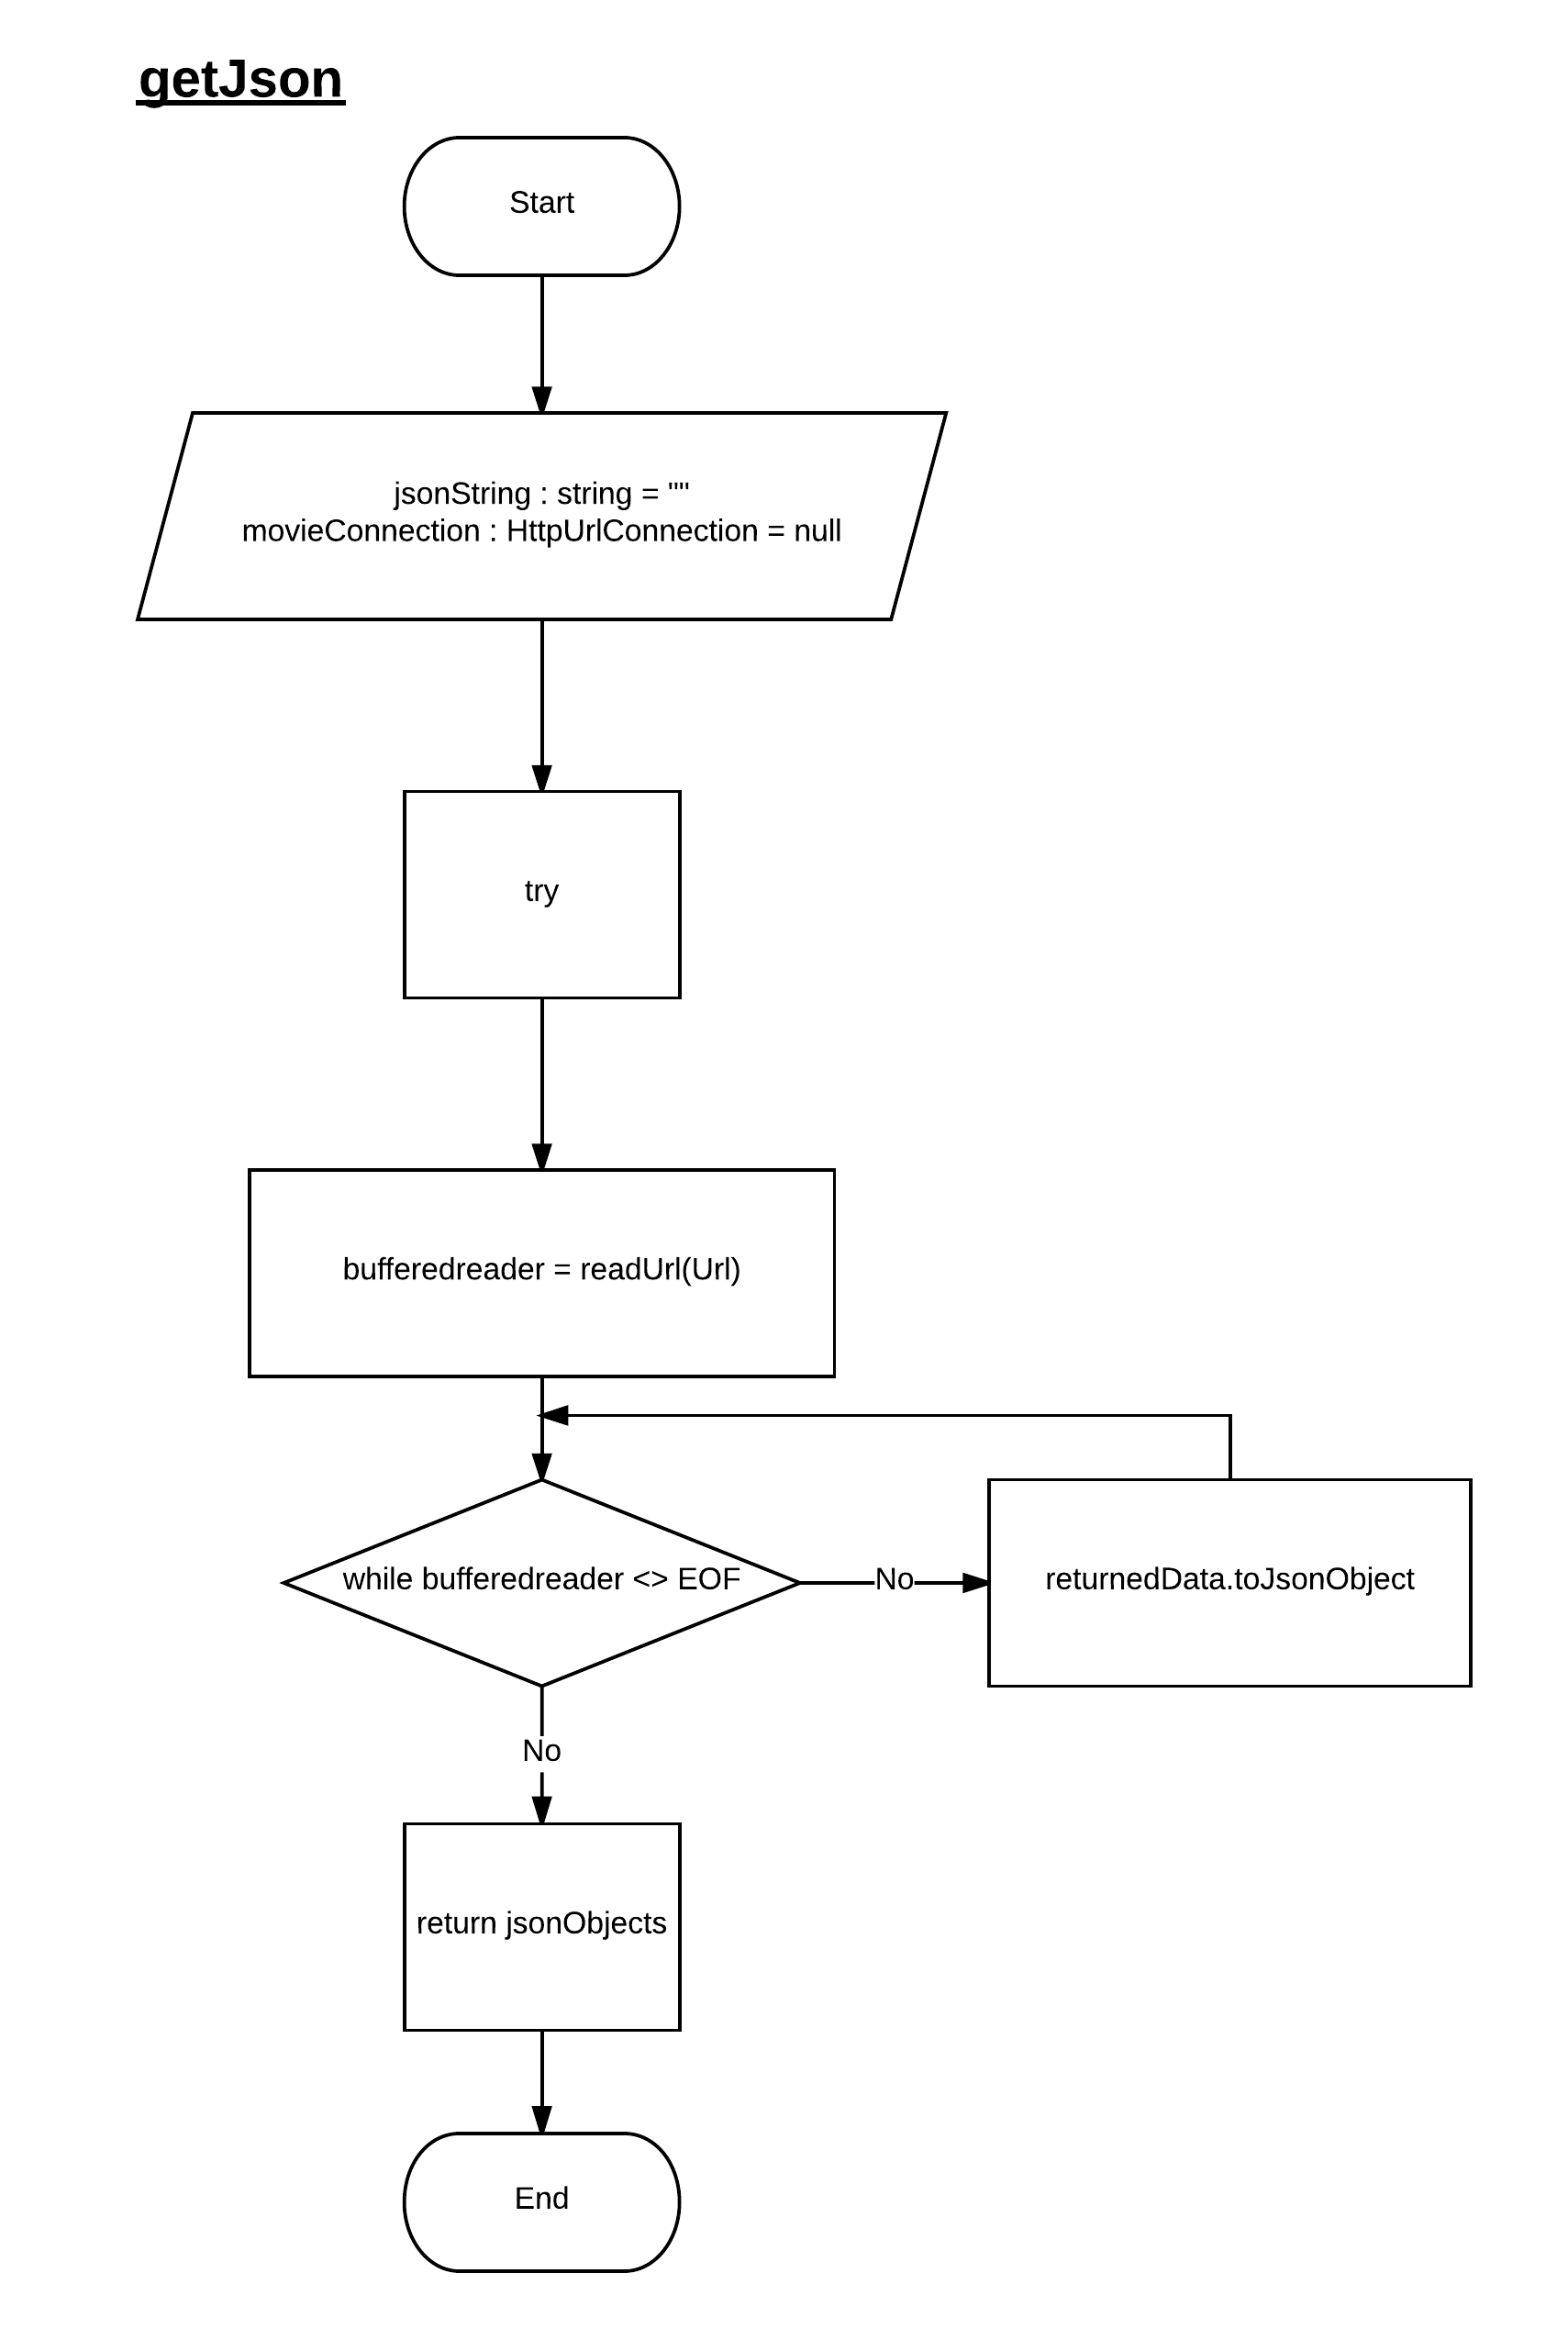 getJson
Start
jsonString : string = ""
movieConnection : HttpUrlConnection = null
try
bufferedreader = readUrl(Url)
while bufferedreader <> EOF
No
returnedData.toJsonObject
No
return jsonObjects
End